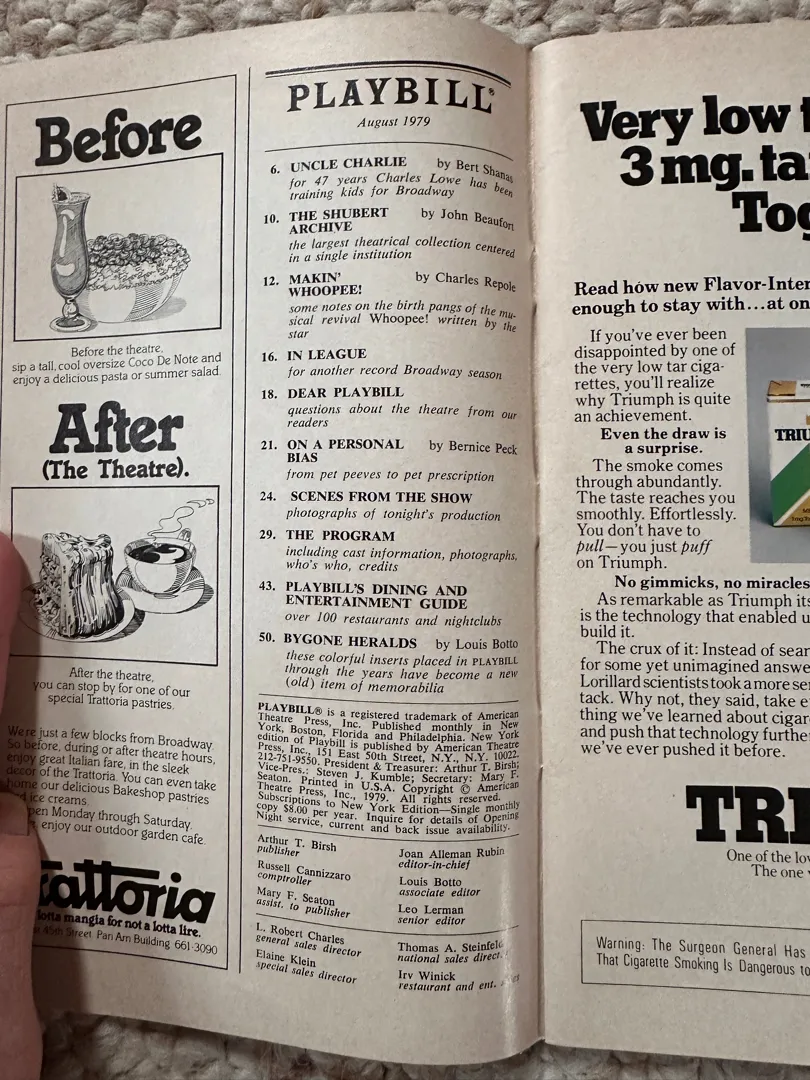 Before
Before the theatre,
sip a tall, cool oversize Coco De Note and
enjoy a delicious pasta or summer salad.
After
(The Theatre).
After the theatre,
you can stop by for one of our
special Trattoria pastries.
We're just a few blocks from Broadway.
So before, during or after theatre hours,
enjoy great Italian fare, in the sleek
decor of the Trattoria. You can even take
home our delicious Bakeshop pastries
ice creams.
Open Monday through Saturday.
enjoy our outdoor garden cafe.
Trattoria
lotta mangia for not a lotta lire.
45th Street Pan Am Building 661-3090
PLAYBILL®
August 1979
6. UNCLE CHARLIE by Bert Shanas
for 47 years Charles Lowe has been
training kids for Broadway
10. THE SHUBERT by John Beaufort
ARCHIVE
the largest theatrical collection centered
in a single institution
12. MAKIN' by Charles Repole
WHOOPEE!
some notes on the birth pangs of the mu-
sical revival Whoopee! written by the
star
16. IN LEAGUE
for another record Broadway season
18. DEAR PLAYBILL
questions about the theatre from our
readers
21. ON A PERSONAL by Bernice Peck
BIAS
from pet peeves to pet prescription
24. SCENES FROM THE SHOW
photographs of tonight's production
29. THE PROGRAM
including cast information, photographs,
who's who, credits
43. PLAYBILL'S DINING AND
ENTERTAINMENT GUIDE
over 100 restaurants and nightclubs
50. BYGONE HERALDS by Louis Botto
these colorful inserts placed in PLAYBILL
through the years have become a new
(old) item of memorabilia
PLAYBILL® is a registered trademark of American
Theatre Press, Inc. Published monthly in New
York, Boston, Florida and Philadelphia. New York
edition of Playbill is published by American Theatre
Press, Inc., 151 East 50th Street, N.Y., N.Y. 10022.
212-751-9550. President & Treasurer: Arthur T. Birsh;
Vice-Pres.: Steven J. Kumble; Secretary: Mary F.
Seaton. Printed in U.S.A. Copyright © American
Theatre Press, Inc., 1979. All rights reserved.
Subscriptions to New York Edition—Single monthly
copy $8.00 per year. Inquire for details of Opening
Night service, current and back issue availability.
Arthur T. Birsh
publisher
Russell Cannizzaro
comptroller
Mary F. Seaton
assist. to publisher
Joan Alleman Rubin
editor-in-chief
Louis Botto
associate editor
Leo Lerman
senior editor
L. Robert Charles
general sales director
Elaine Klein
special sales director
Thomas A. Steinfeld
national sales direct
Irv Winick
restaurant and ent.
Very low t
3 mg. ta
Tog
Read how new Flavor-Inter
enough to stay with...at on
If you've ever been
disappointed by one of
the very low tar ciga-
rettes, you'll realize
why Triumph is quite
an achievement.
Even the draw is
a surprise.
The smoke comes
through abundantly.
The taste reaches you
smoothly. Effortlessly.
You don't have to
pull—you just puff
on Triumph.
TRIU
No gimmicks, no miracles
As remarkable as Triumph its
is the technology that enabled u
build it.
The crux of it: Instead of sear
for some yet unimagined answe
Lorillard scientists took a more sen
tack. Why not, they said, take e
thing we've learned about cigar
and push that technology furthe
we've ever pushed it before.
TRI
One of the lo
The one
Warning: The Surgeon General Has
That Cigarette Smoking Is Dangerous to